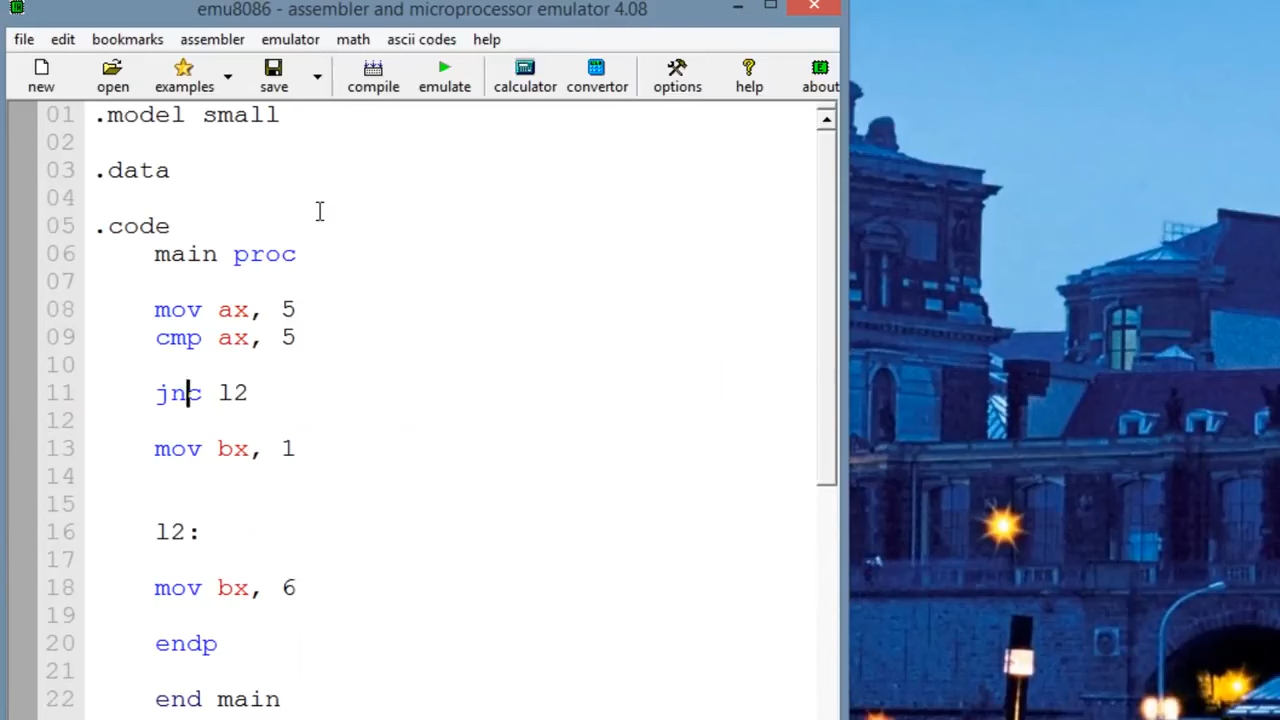 emu8086 - assembler and microprocessor emulator 4.08
file edit bookmarks assembler emulator math ascii codes help
new open examples save compile emulate calculator convertor options help about
01 .model small
02
03 .data
04
05 .code
06 main proc
07
08 mov ax, 5
09 cmp ax, 5
10
11 jnc l2
12
13 mov bx, 1
14
15
16 l2:
17
18 mov bx, 6
19
20 endp
21
22 end main